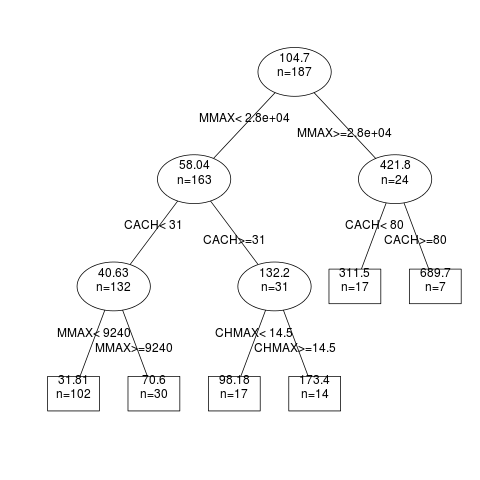 104.7
n=187
MMAX< 2.8e+04
MMAX>=2.8e+04
58.04
n=163
421.8
n=24
CACH< 31
CACH>=31
CACH< 80
CACH>=80
40.63
n=132
132.2
n=31
311.5
n=17
689.7
n=7
MMAX< 9240
MMAX>=9240
CHMAX< 14.5
CHMAX>=14.5
31.81
n=102
70.6
n=30
98.18
n=17
173.4
n=14